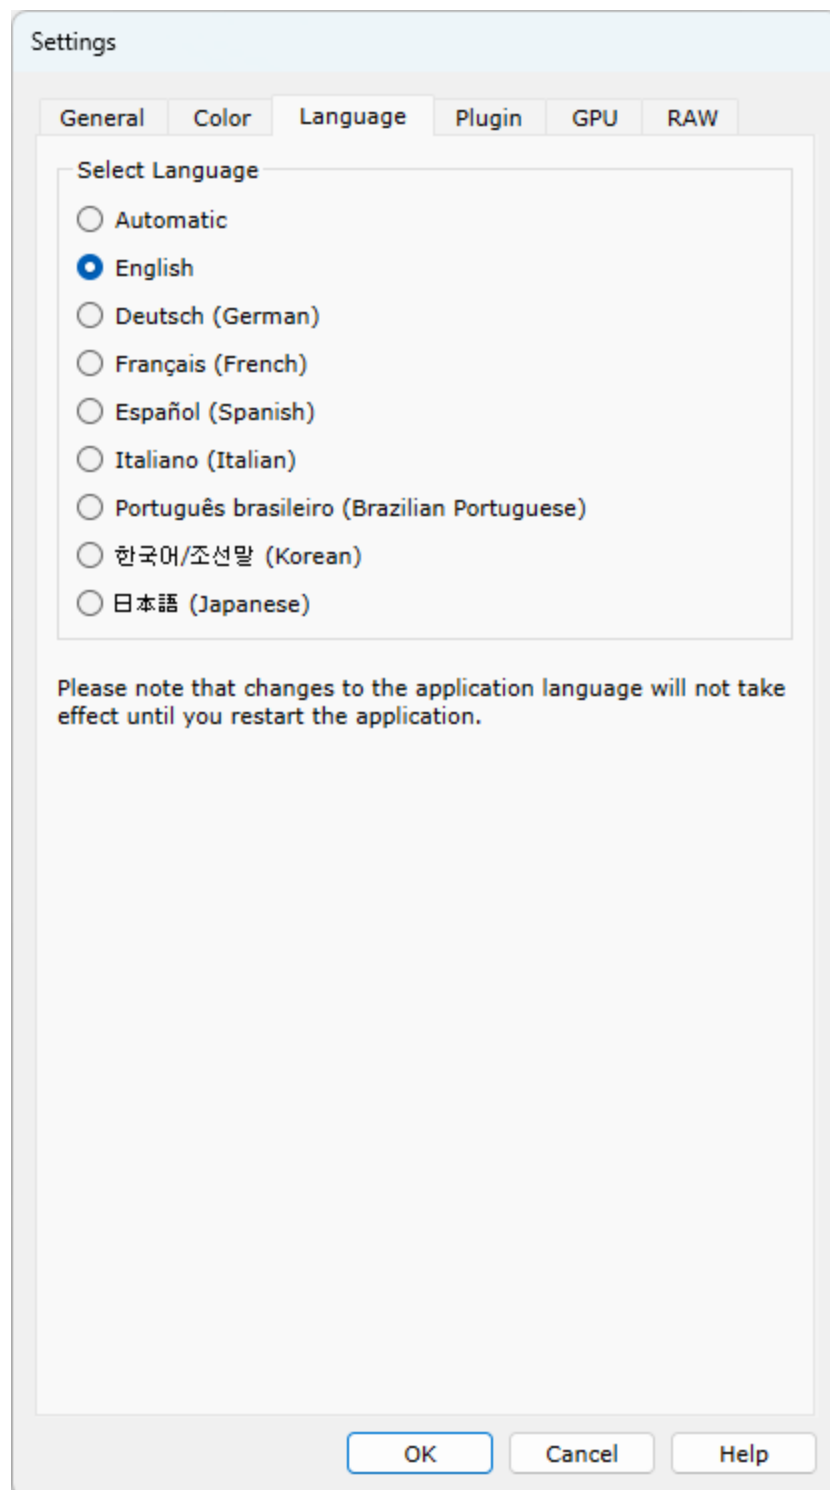 Settings
General Color Language Plugin GPU RAW
Select Language
Automatic
English
Deutsch (German)
Français (French)
Español (Spanish)
Italiano (Italian)
Português brasileiro (Brazilian Portuguese)
한국어/조선말 (Korean)
日本語 (Japanese)
Please note that changes to the application language will not take
effect until you restart the application.
OK Cancel Help